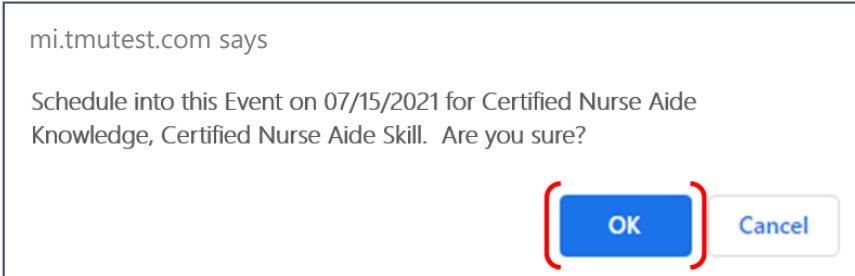 mi.tmutest.com says
Schedule into this Event on 07/15/2021 for Certified Nurse Aide
Knowledge, Certified Nurse Aide Skill.  Are you sure?
OK
Cancel